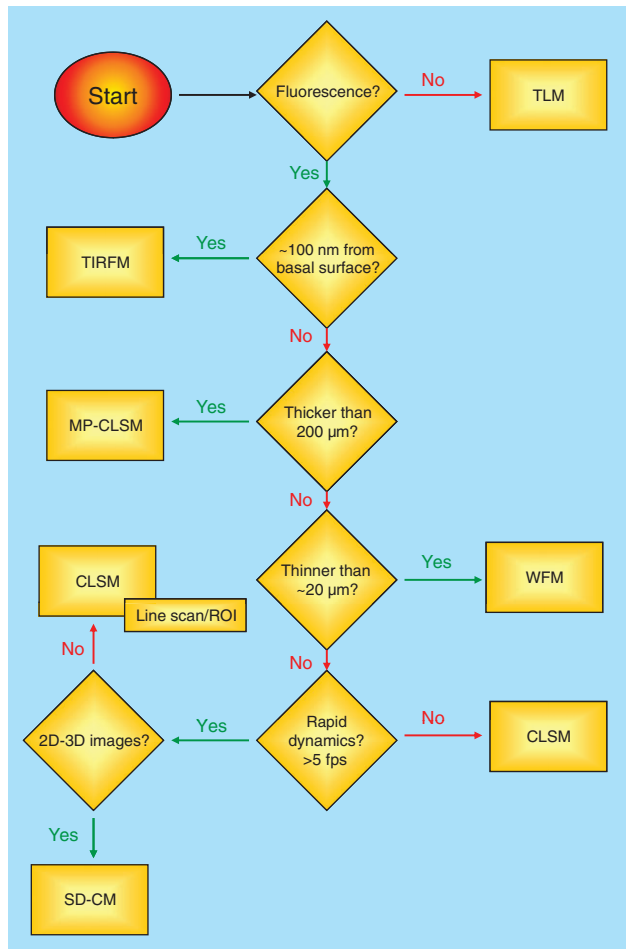 Start
Fluorescence?
No
TLM
Yes
~100 nm from
basal surface?
Yes
TIRFM
No
Thicker than
200 µm?
Yes
MP-CLSM
No
Thinner than
~20 µm?
Yes
WFM
No
Rapid
dynamics?
>5 fps
No
CLSM
Yes
2D-3D images?
No
CLSM
Line scan/ROI
Yes
SD-CM